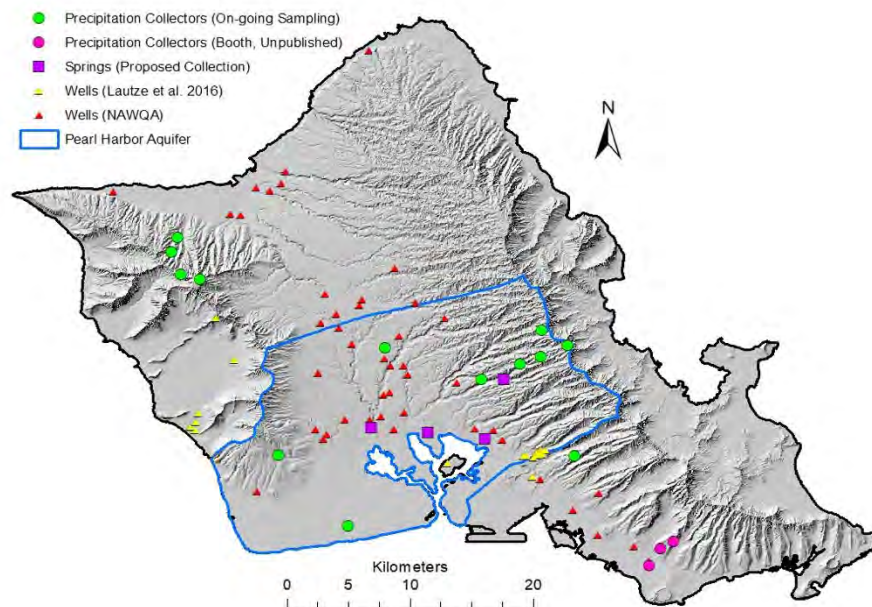 Precipitation Collectors (On-going Sampling)
Precipitation Collectors (Booth, Unpublished)
Springs (Proposed Collection)
Wells (Lautze et al. 2016)
Wells (NAWQA)
Pearl Harbor Aquifer
N
Kilometers
0 5 10 20